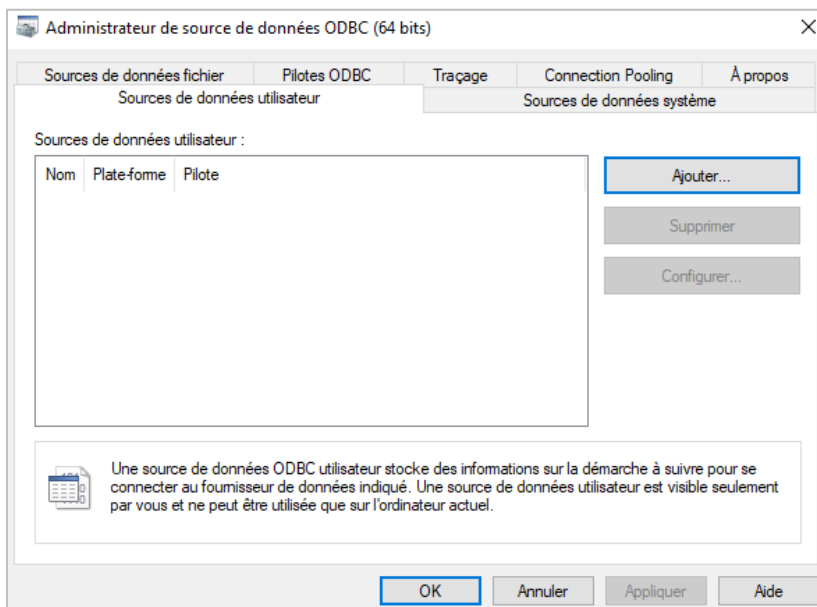 Administrateur de source de données ODBC (64 bits)
Sources de données fichier Pilotes ODBC Traçage Connection Pooling À propos
Sources de données utilisateur Sources de données système
Sources de données utilisateur :
Nom Plate-forme Pilote
Ajouter...
Supprimer
Configurer...
Une source de données ODBC utilisateur stocke des informations sur la démarche à suivre pour se
connecter au fournisseur de données indiqué. Une source de données utilisateur est visible seulement
par vous et ne peut être utilisée que sur l'ordinateur actuel.
OK Annuler Appliquer Aide